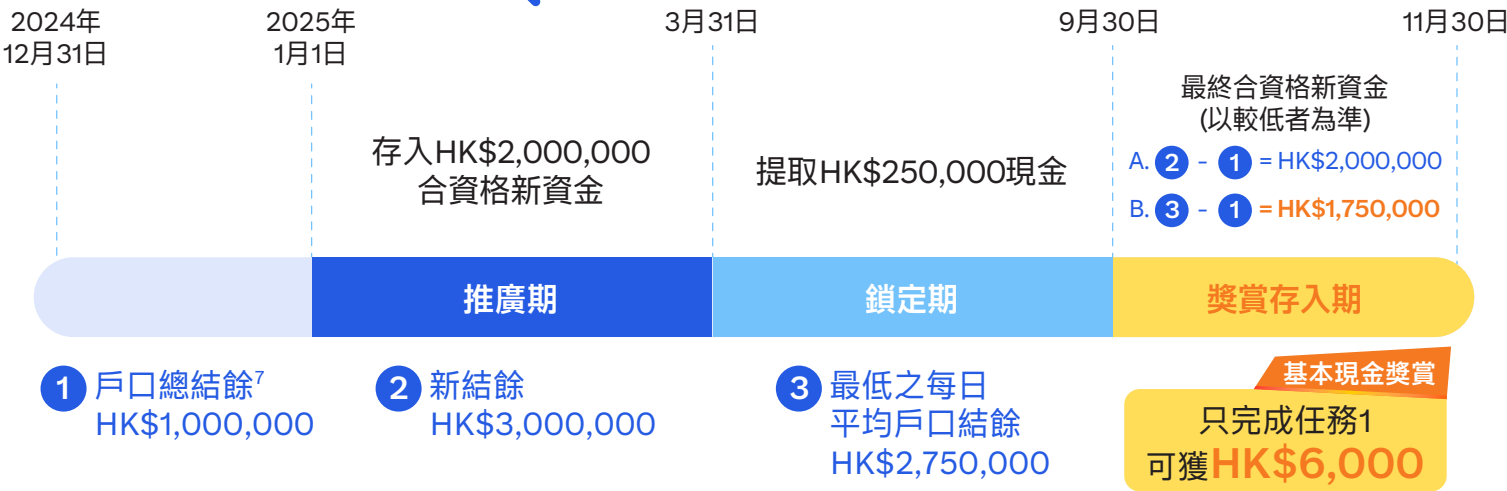 2024年
12月31日
2025年
1月1日
3月31日
9月30日
11月30日
存入HK$2,000,000
合資格新資金
提取HK$250,000現金
最終合資格新資金
(以較低者為準)
A. 2 - 1 = HK$2,000,000
B. 3 - 1 = HK$1,750,000
推廣期
鎖定期
獎賞存入期
1 戶口總結餘7
HK$1,000,000
2 新結餘
HK$3,000,000
3 最低之每日
平均戶口結餘
HK$2,750,000
基本現金獎賞
只完成任務1
可獲HK$6,000